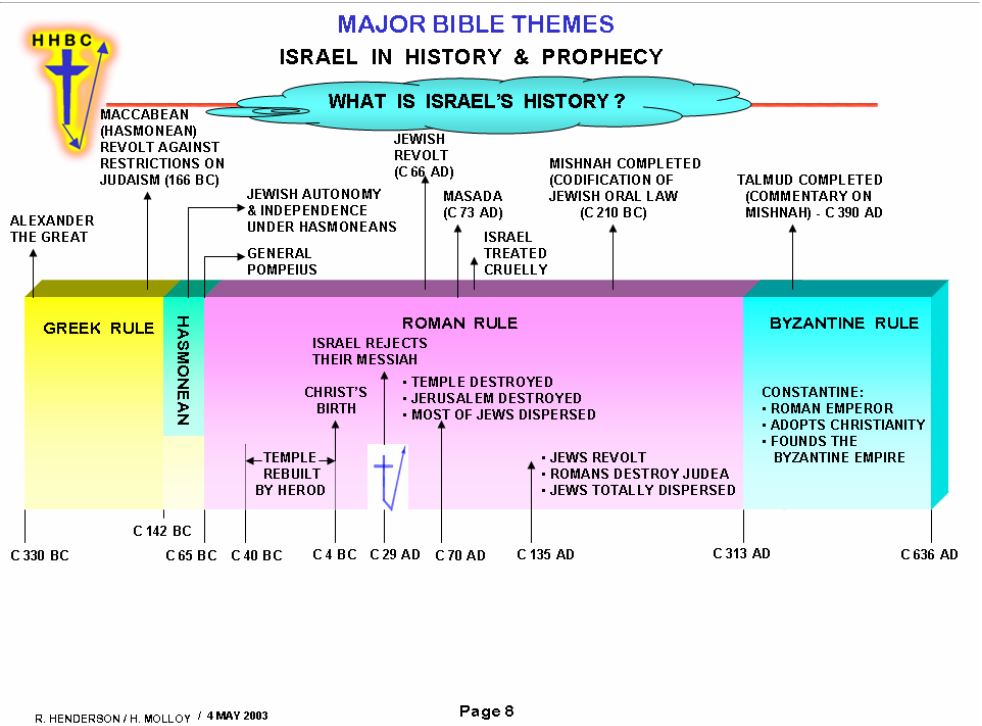 MAJOR BIBLE THEMES
HHBC
ISRAEL IN HISTORY & PROPHECY
WHAT IS ISRAEL'S HISTORY?
MACCABEAN
(HASMONEAN)
REVOLT AGAINST
RESTRICTIONS ON
JUDAISM (166 BC)
JEWISH
REVOLT
(C 66 AD)
MISHNAH COMPLETED
(CODIFICATION OF
JEWISH ORAL LAW
(C 210 BC)
TALMUD COMPLETED
(COMMENTARY ON
MISHNAH) - C 390 AD
JEWISH AUTONOMY
& INDEPENDENCE
UNDER HASMONEANS
MASADA
(C 73 AD)
ALEXANDER
THE GREAT
GENERAL
POMPEIUS
ISRAEL
TREATED
CRUELLY
GREEK RULE
HASMONEAN
ROMAN RULE
BYZANTINE RULE
ISRAEL REJECTS
THEIR MESSIAH
CHRIST'S
BIRTH
• TEMPLE DESTROYED
• JERUSALEM DESTROYED
• MOST OF JEWS DISPERSED
CONSTANTINE:
• ROMAN EMPEROR
• ADOPTS CHRISTIANITY
• FOUNDS THE
BYZANTINE EMPIRE
TEMPLE
REBUILT
BY HEROD
• JEWS REVOLT
• ROMANS DESTROY JUDEA
• JEWS TOTALLY DISPERSED
C 330 BC
C 142 BC
C 65 BC
C 40 BC
C 4 BC
C 29 AD
C 70 AD
C 135 AD
C 313 AD
C 636 AD
R. HENDERSON / H. MOLLOY / 4 MAY 2003
Page 8